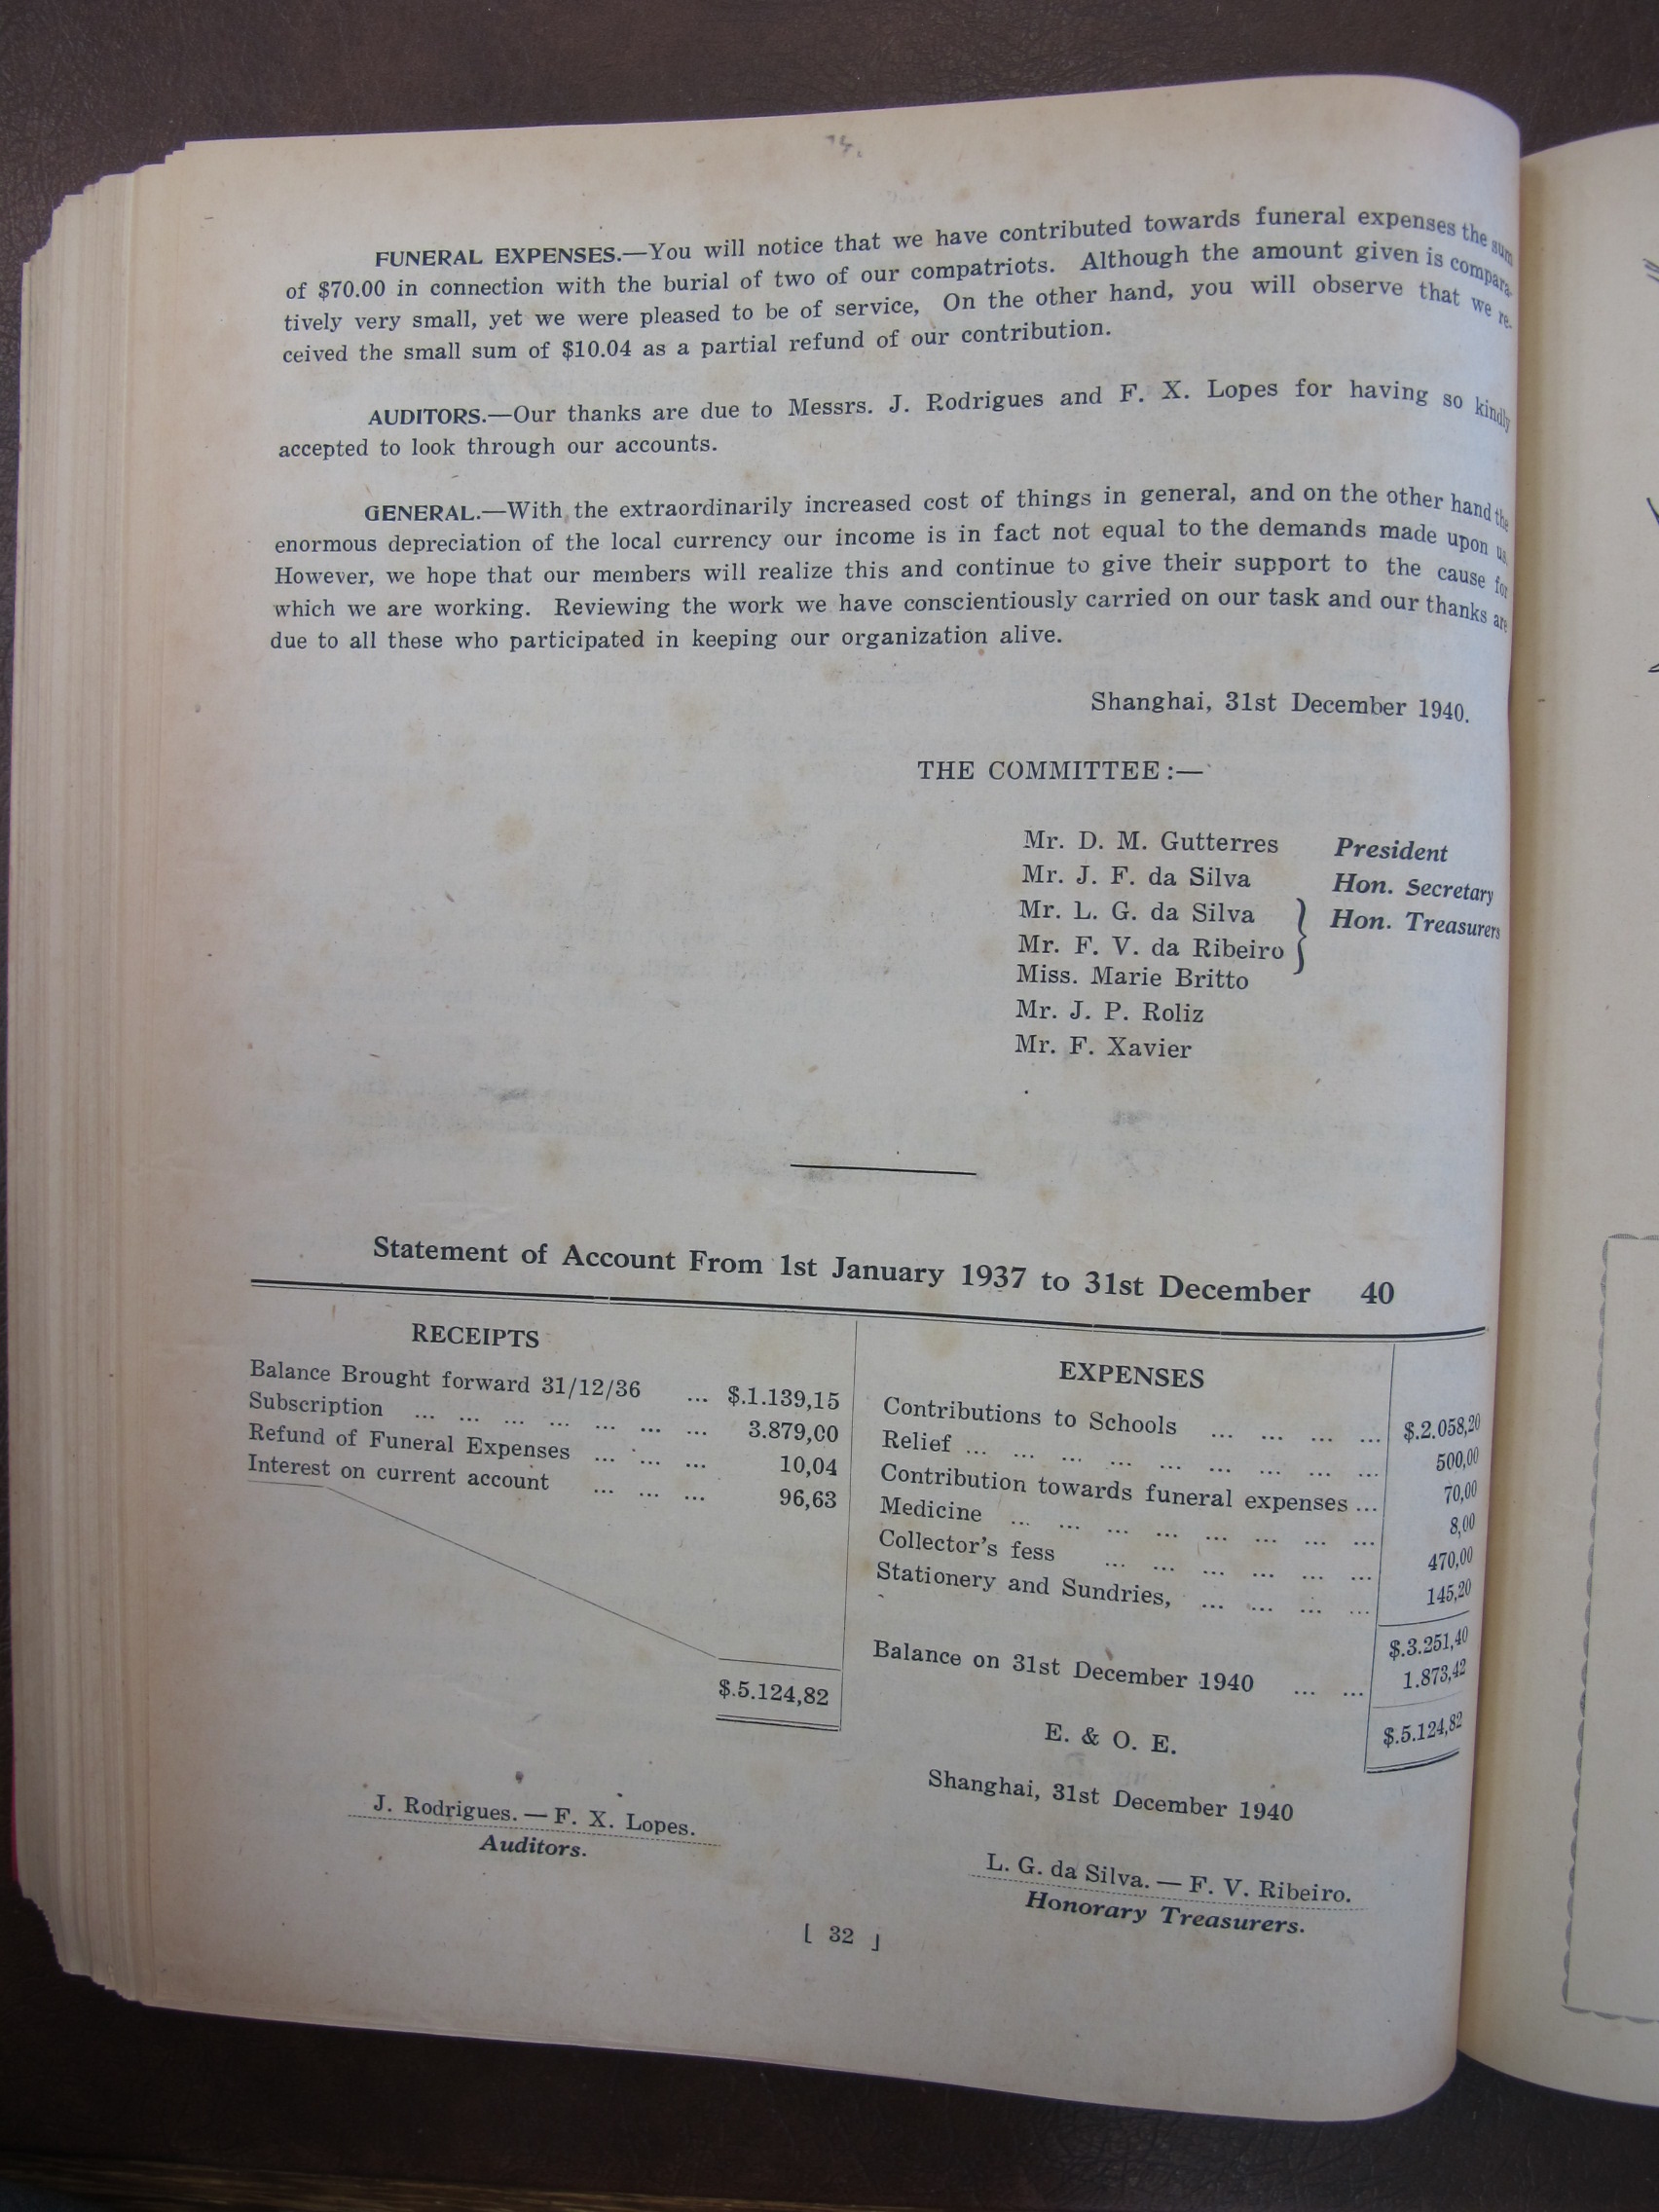 FUNERAL EXPENSES.—You will notice that we have contributed towards funeral expenses the sum
of $70.00 in connection with the burial of two of our compatriots. Although the amount given is compara-
tively very small, yet we were pleased to be of service, On the other hand, you will observe that we re-
ceived the small sum of $10.04 as a partial refund of our contribution.
AUDITORS.—Our thanks are due to Messrs. J. Rodrigues and F. X. Lopes for having so kindly
accepted to look through our accounts.
GENERAL.—With the extraordinarily increased cost of things in general, and on the other hand the
enormous depreciation of the local currency our income is in fact not equal to the demands made upon us.
However, we hope that our members will realize this and continue to give their support to the cause for
which we are working. Reviewing the work we have conscientiously carried on our task and our thanks are
due to all these who participated in keeping our organization alive.
Shanghai, 31st December 1940.
THE COMMITTEE :—
Mr. D. M. Gutterres President
Mr. J. F. da Silva Hon. Secretary
Mr. L. G. da Silva } Hon. Treasurers
Mr. F. V. da Ribeiro
Miss. Marie Britto
Mr. J. P. Roliz
Mr. F. Xavier
Statement of Account From 1st January 1937 to 31st December 40
RECEIPTS
Balance Brought forward 31/12/36 ... $.1.139,15
Subscription ... ... ... ... ... ... ... 3.879,00
Refund of Funeral Expenses ... ... ... 10,04
Interest on current account ... ... ... 96,63
$.5.124,82
EXPENSES
Contributions to Schools ... ... ... ... $.2.058,20
Relief ... ... ... ... ... ... ... ... ... 500,00
Contribution towards funeral expenses ... 70,00
Medicine ... ... ... ... ... ... ... ... 8,00
Collector's fess ... ... ... ... ... ... 470,00
Stationery and Sundries, ... ... ... ... 145,20
$.3.251,40
Balance on 31st December 1940 ... ... 1.873,42
$.5.124,82
E. & O. E.
Shanghai, 31st December 1940
J. Rodrigues. — F. X. Lopes.
Auditors.
L. G. da Silva. — F. V. Ribeiro.
Honorary Treasurers.
[ 32 ]